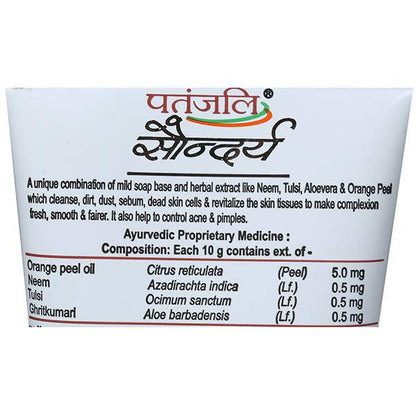 पतंजलि®
सौन्दर्य
A unique combination of mild soap base and herbal extract like Neem, Tulsi, Aloevera & Orange Peel
which cleanse, dirt, dust, sebum, dead skin cells & revitalize the skin tissues to make complexion
fresh, smooth & fairer. It also help to control acne & pimples.
Ayurvedic Proprietary Medicine :
Composition: Each 10 g contains ext. of -
Orange peel oil Citrus reticulata (Peel) 5.0 mg
Neem Azadirachta indica (Lf.) 0.5 mg
Tulsi Ocimum sanctum (Lf.) 0.5 mg
Ghritkumari Aloe barbadensis (Lf.) 0.5 mg